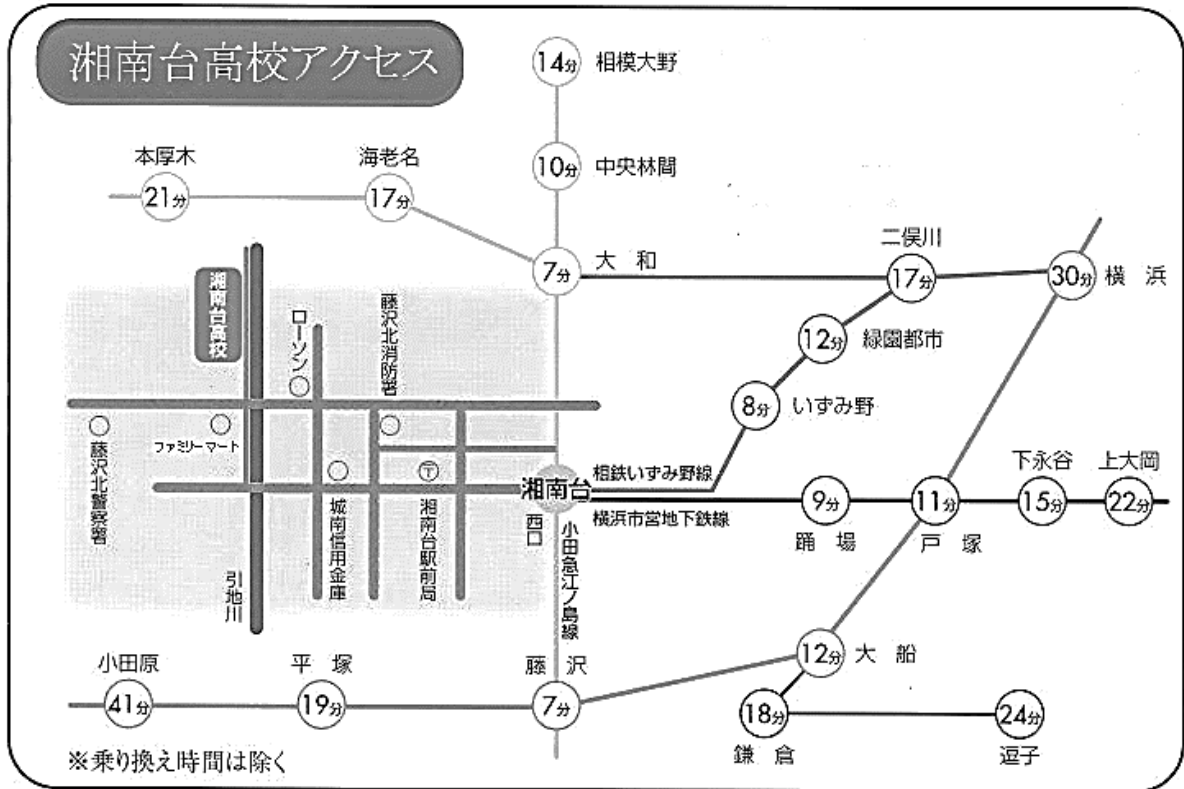 湘南台高校アクセス
14分 相模大野
10分 中央林間
本厚木
21分
海老名
17分
7分 大和
二俣川
17分
30分 横浜
12分 緑園都市
8分 いずみ野
湘南台高校
ローソン
藤沢北消防署
藤沢北警察署
ファミリーマート
城南信用金庫
〒
湘南台駅前局
引地川
湘南台
西口
小田急江ノ島線
相鉄いずみ野線
横浜市営地下鉄線
9分
踊場
11分
戸塚
下永谷
15分
上大岡
22分
小田原
41分
平塚
19分
藤沢
7分
12分 大船
18分
鎌倉
24分
逗子
※乗り換え時間は除く